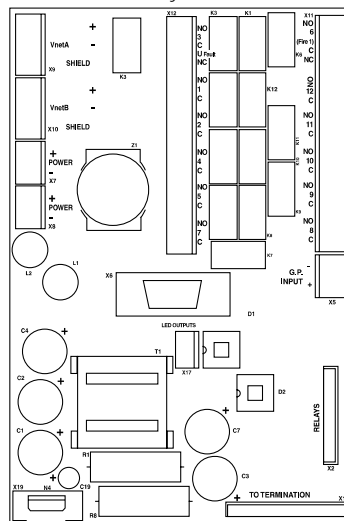 X12
K3
K1
X11
NO
3
C
U Fault
NC
NO
6
(Fire 1)
C
NC
K6
VnetA
+
-
SHIELD
X9
K3
VnetB
+
-
SHIELD
X10
NO
1
C
NO
2
C
NO
4
C
NO
5
C
NO
7
C
K12
K11
K10
K9
K8
K7
NO
12
C
NO
11
C
NO
10
C
NO
9
C
NO
8
C
+
POWER
-
X7
+
POWER
-
X8
Z1
L2
L1
X6
D1
-
G.P.
INPUT
+
X5
LED OUTPUTS
X17
C4
+
T1
C2
+
D2
C1
+
C7
+
RELAYS
X2
R1
C3
+
C19
+
X19
N4
R8
TO TERMINATION